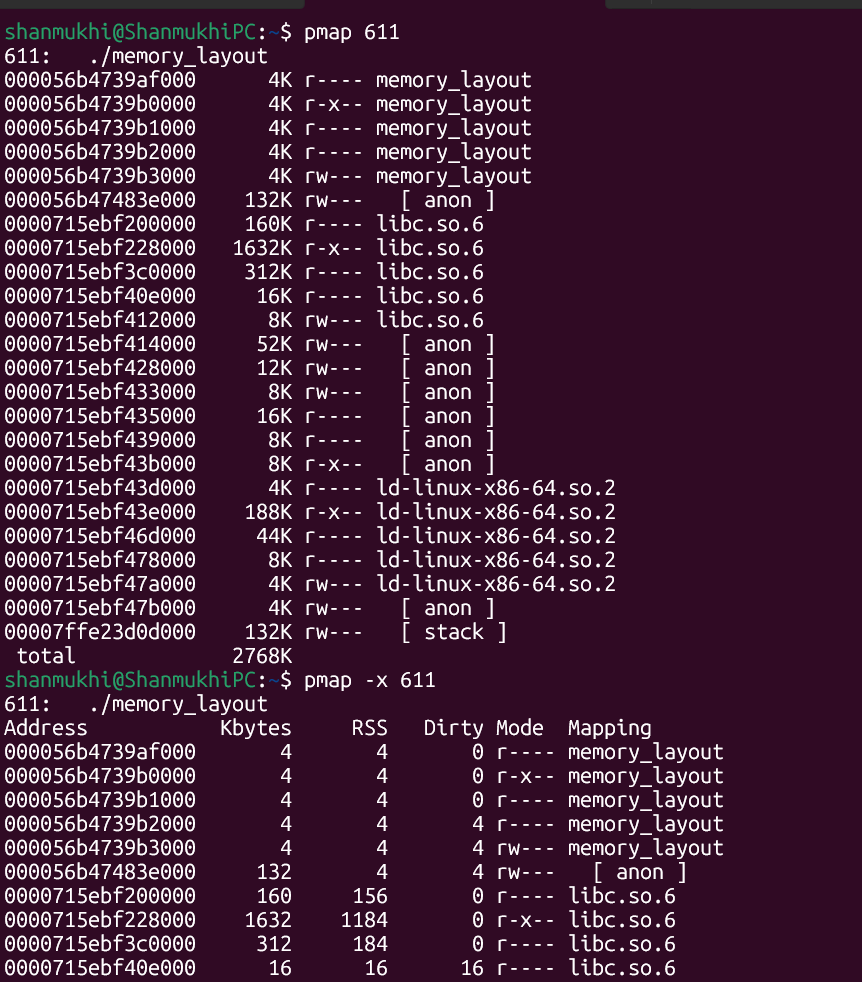 shanmukhi@ShanmukhiPC:~$ pmap 611
611:   ./memory_layout
000056b4739af000      4K r---- memory_layout
000056b4739b0000      4K r-x-- memory_layout
000056b4739b1000      4K r---- memory_layout
000056b4739b2000      4K r---- memory_layout
000056b4739b3000      4K rw--- memory_layout
000056b47483e000    132K rw---   [ anon ]
0000715ebf200000    160K r---- libc.so.6
0000715ebf228000   1632K r-x-- libc.so.6
0000715ebf3c0000    312K r---- libc.so.6
0000715ebf40e000     16K r---- libc.so.6
0000715ebf412000      8K rw--- libc.so.6
0000715ebf414000     52K rw---   [ anon ]
0000715ebf428000     12K rw---   [ anon ]
0000715ebf433000      8K rw---   [ anon ]
0000715ebf435000     16K r----   [ anon ]
0000715ebf439000      8K r----   [ anon ]
0000715ebf43b000      8K r-x--   [ anon ]
0000715ebf43d000      4K r---- ld-linux-x86-64.so.2
0000715ebf43e000    188K r-x-- ld-linux-x86-64.so.2
0000715ebf46d000     44K r---- ld-linux-x86-64.so.2
0000715ebf478000      8K r---- ld-linux-x86-64.so.2
0000715ebf47a000      4K rw--- ld-linux-x86-64.so.2
0000715ebf47b000      4K rw---   [ anon ]
00007ffe23d0d000    132K rw---   [ stack ]
 total             2768K
shanmukhi@ShanmukhiPC:~$ pmap -x 611
611:   ./memory_layout
Address           Kbytes     RSS   Dirty Mode  Mapping
000056b4739af000       4       4       0 r---- memory_layout
000056b4739b0000       4       4       0 r-x-- memory_layout
000056b4739b1000       4       4       0 r---- memory_layout
000056b4739b2000       4       4       4 r---- memory_layout
000056b4739b3000       4       4       4 rw--- memory_layout
000056b47483e000     132       4       4 rw---   [ anon ]
0000715ebf200000     160     156       0 r---- libc.so.6
0000715ebf228000    1632    1184       0 r-x-- libc.so.6
0000715ebf3c0000     312     184       0 r---- libc.so.6
0000715ebf40e000      16      16      16 r---- libc.so.6